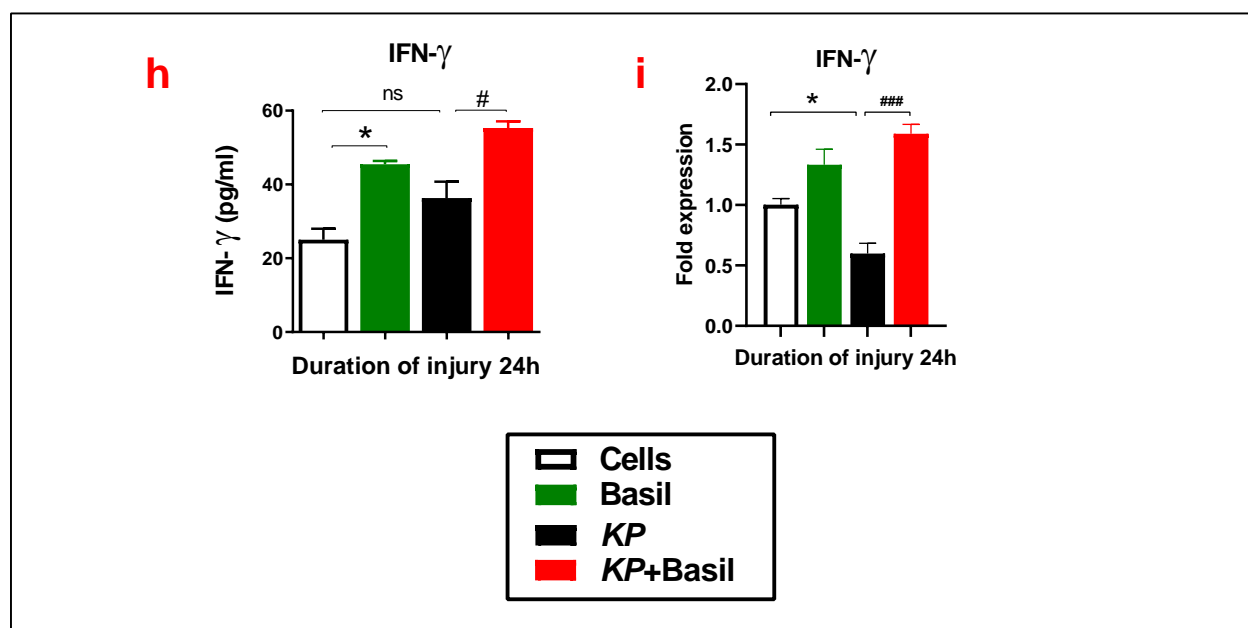 h
IFN-γ
IFN- γ (pg/ml)
60
40
20
0
ns
*
#
Duration of injury 24h
i
IFN-γ
Fold expression
2.0
1.5
1.0
0.5
0.0
*
###
Duration of injury 24h
Cells
Basil
KP
KP+Basil